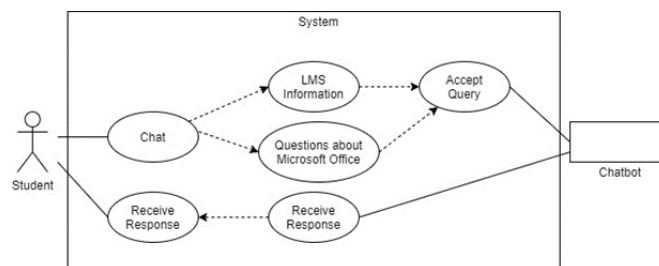 System
LMS
Information
Accept
Query
Chat
Questions about
Microsoft Office
Student
Chatbot
Receive
Response
Receive
Response